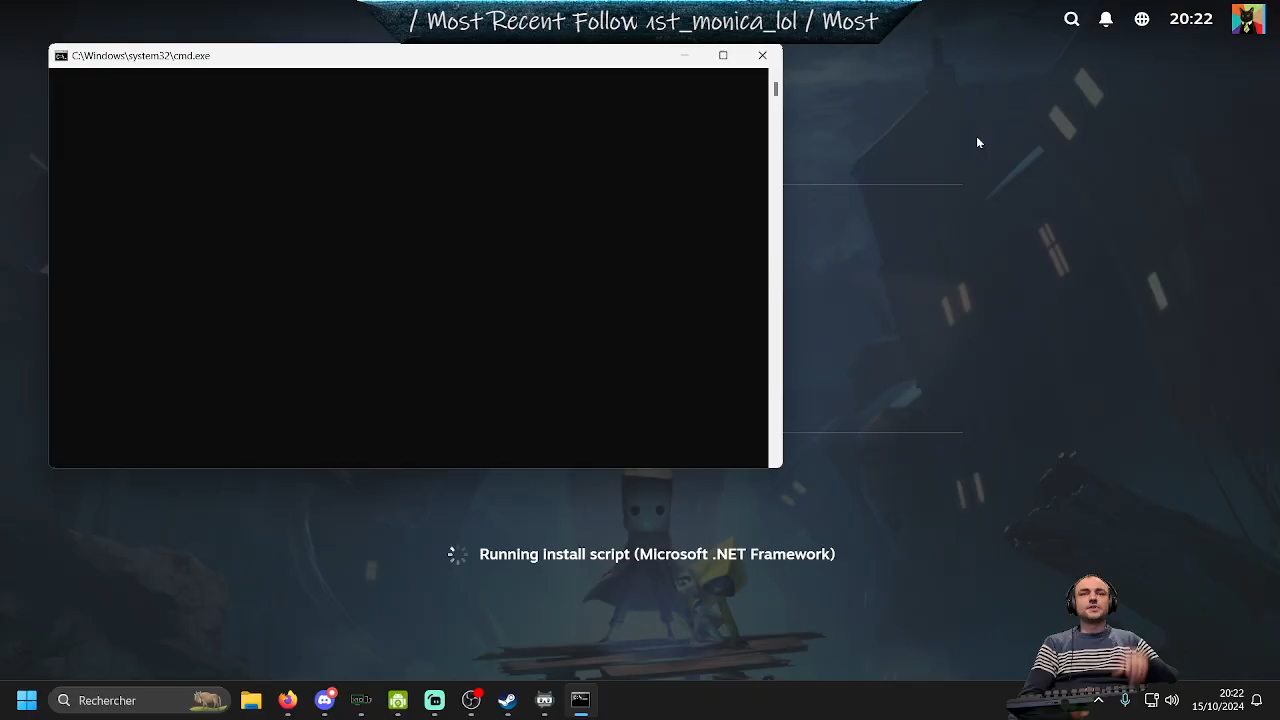 / Most Recent Follow 1st_monica_lol / Most
20:22
C:\Windows\system32\cmd.exe
Running install script (Microsoft .NET Framework)
Rechercher
20:22
15/10/2024